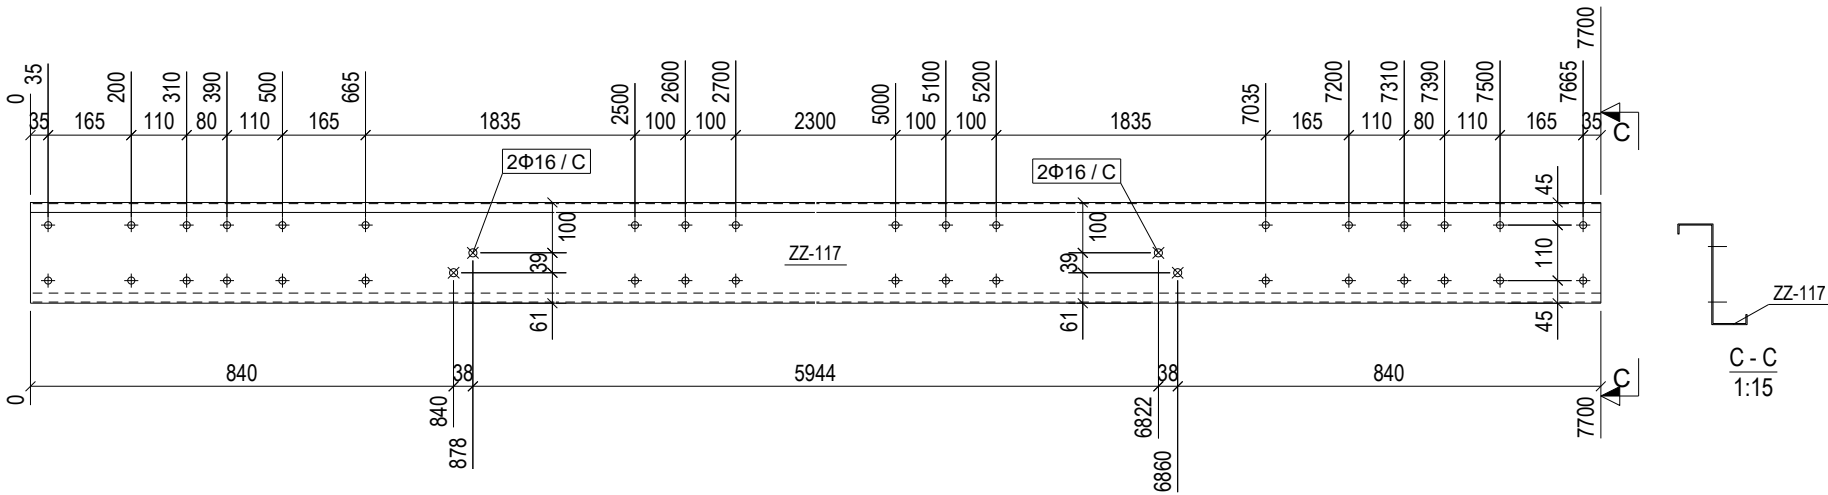 0 35 200 310 390 500 665 2500 2600 2700 5000 5100 5200 7035 7200 7310 7390 7500 7665 7700
35 165 110 80 110 165 1835 100 100 2300 100 100 1835 165 110 80 110 165 35 C
2Φ16 / C 2Φ16 / C
100 100 45
39 ZZ-117 39 110
61 61 45
ZZ-117
840 38 5944 38 840 C
0 840 878 6822 6860 7700
C - C
1:15